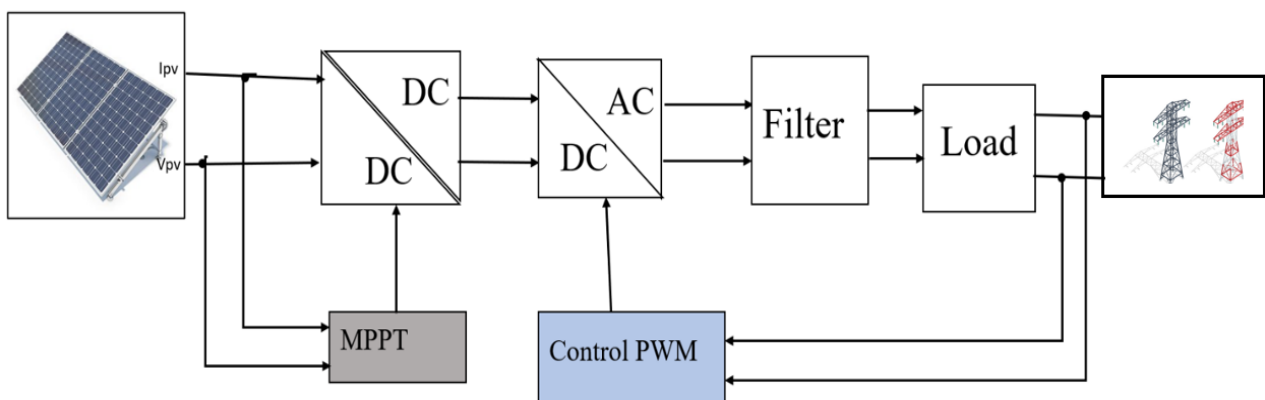 Ipv
Vpv
DC
DC
AC
DC
Filter
Load
MPPT
Control PWM